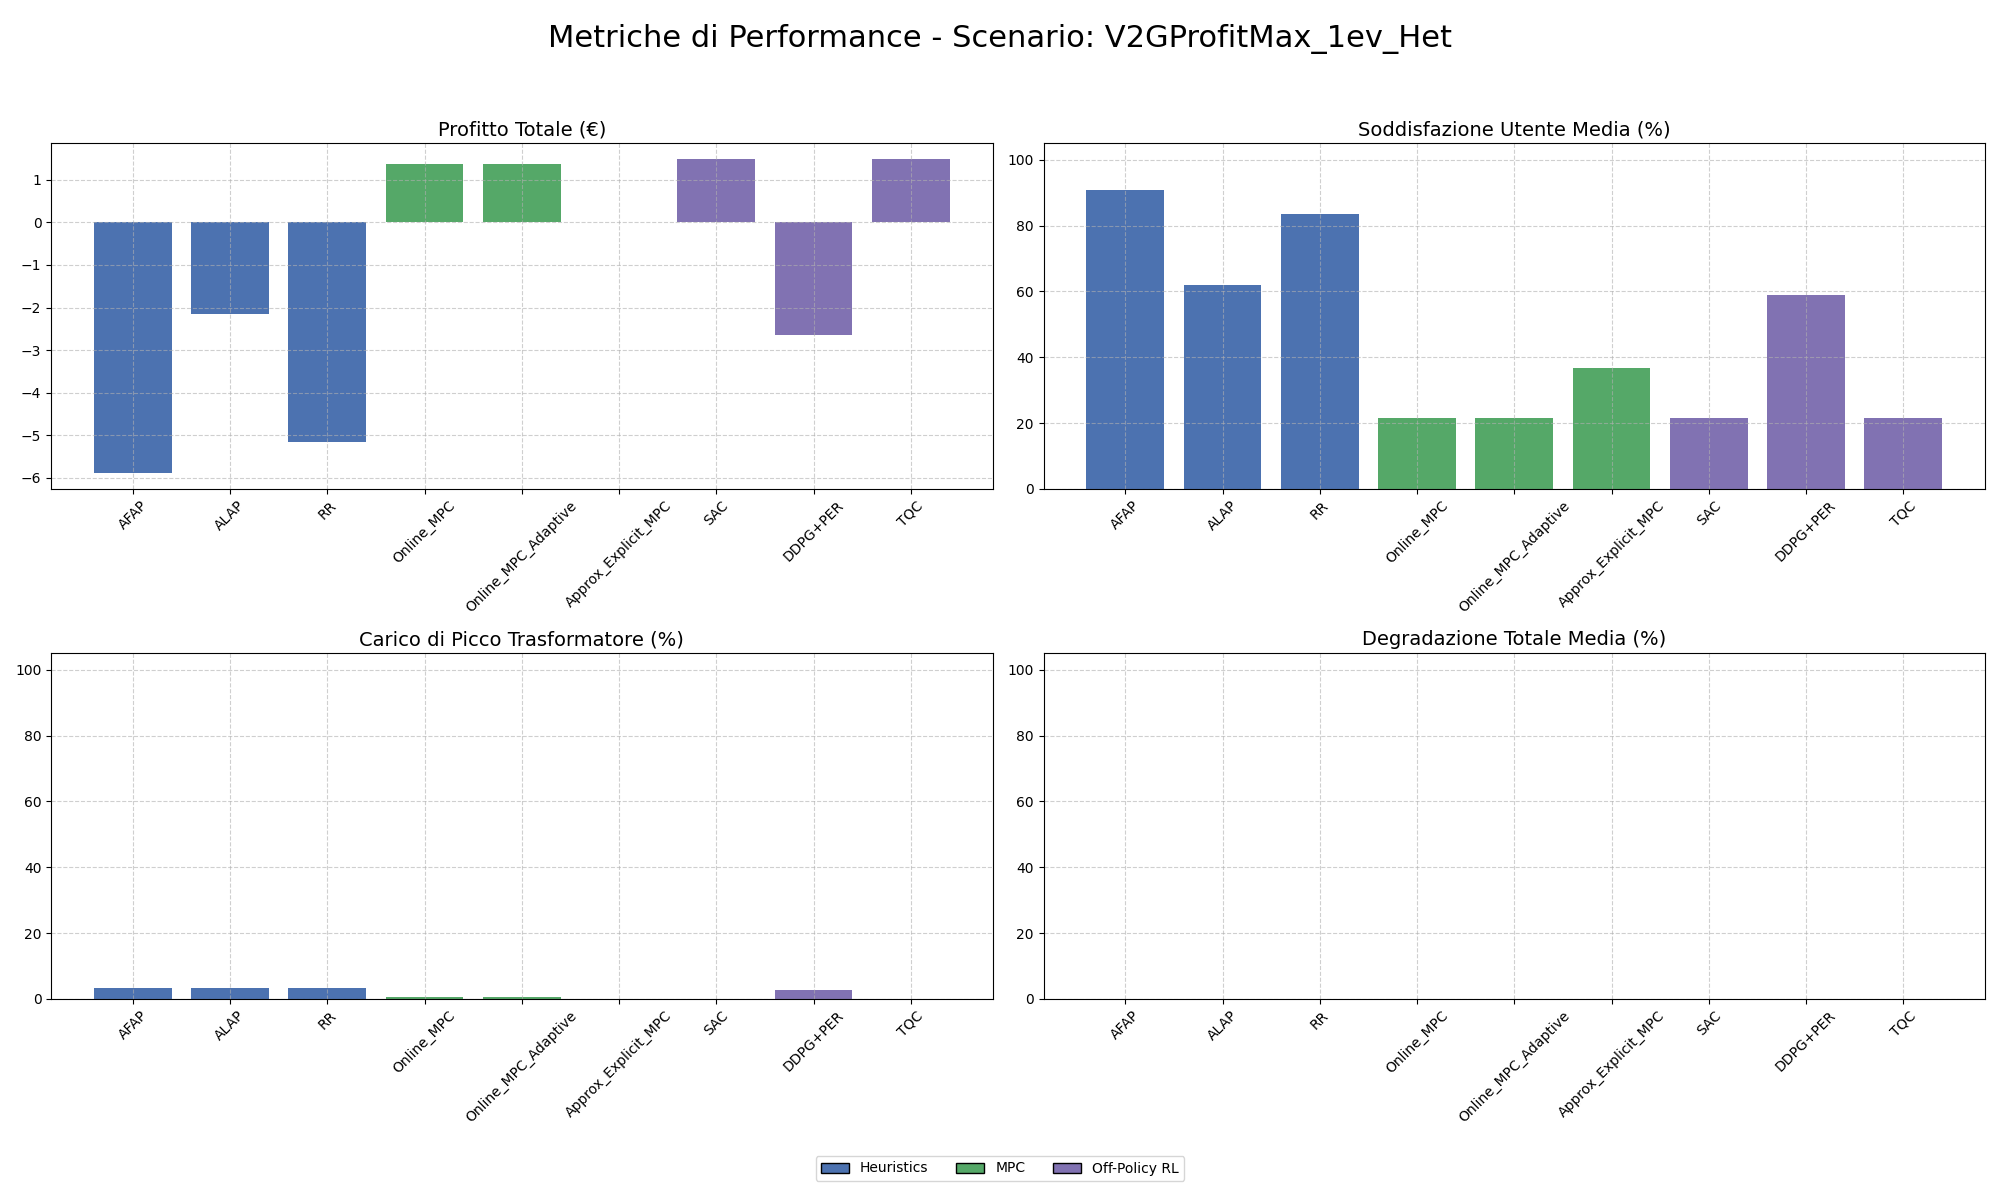 Metriche di Performance - Scenario: V2GProfitMax_1ev_Het
Profitto Totale (€)
1
0
−1
−2
−3
−4
−5
−6
AFAP
ALAP
RR
Online_MPC
Online_MPC_Adaptive
Approx_Explicit_MPC
SAC
DDPG+PER
TQC
Soddisfazione Utente Media (%)
100
80
60
40
20
0
AFAP
ALAP
RR
Online_MPC
Online_MPC_Adaptive
Approx_Explicit_MPC
SAC
DDPG+PER
TQC
Carico di Picco Trasformatore (%)
100
80
60
40
20
0
AFAP
ALAP
RR
Online_MPC
Online_MPC_Adaptive
Approx_Explicit_MPC
SAC
DDPG+PER
TQC
Degradazione Totale Media (%)
100
80
60
40
20
0
AFAP
ALAP
RR
Online_MPC
Online_MPC_Adaptive
Approx_Explicit_MPC
SAC
DDPG+PER
TQC
Heuristics
MPC
Off-Policy RL